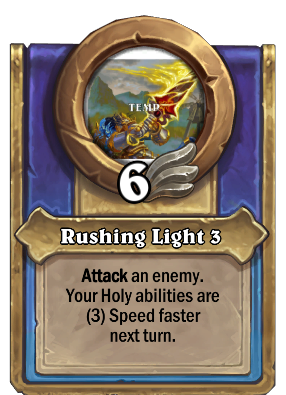 TEMP
6
Rushing Light 3
Attack an enemy.
Your Holy abilities are
(3) Speed faster
next turn.